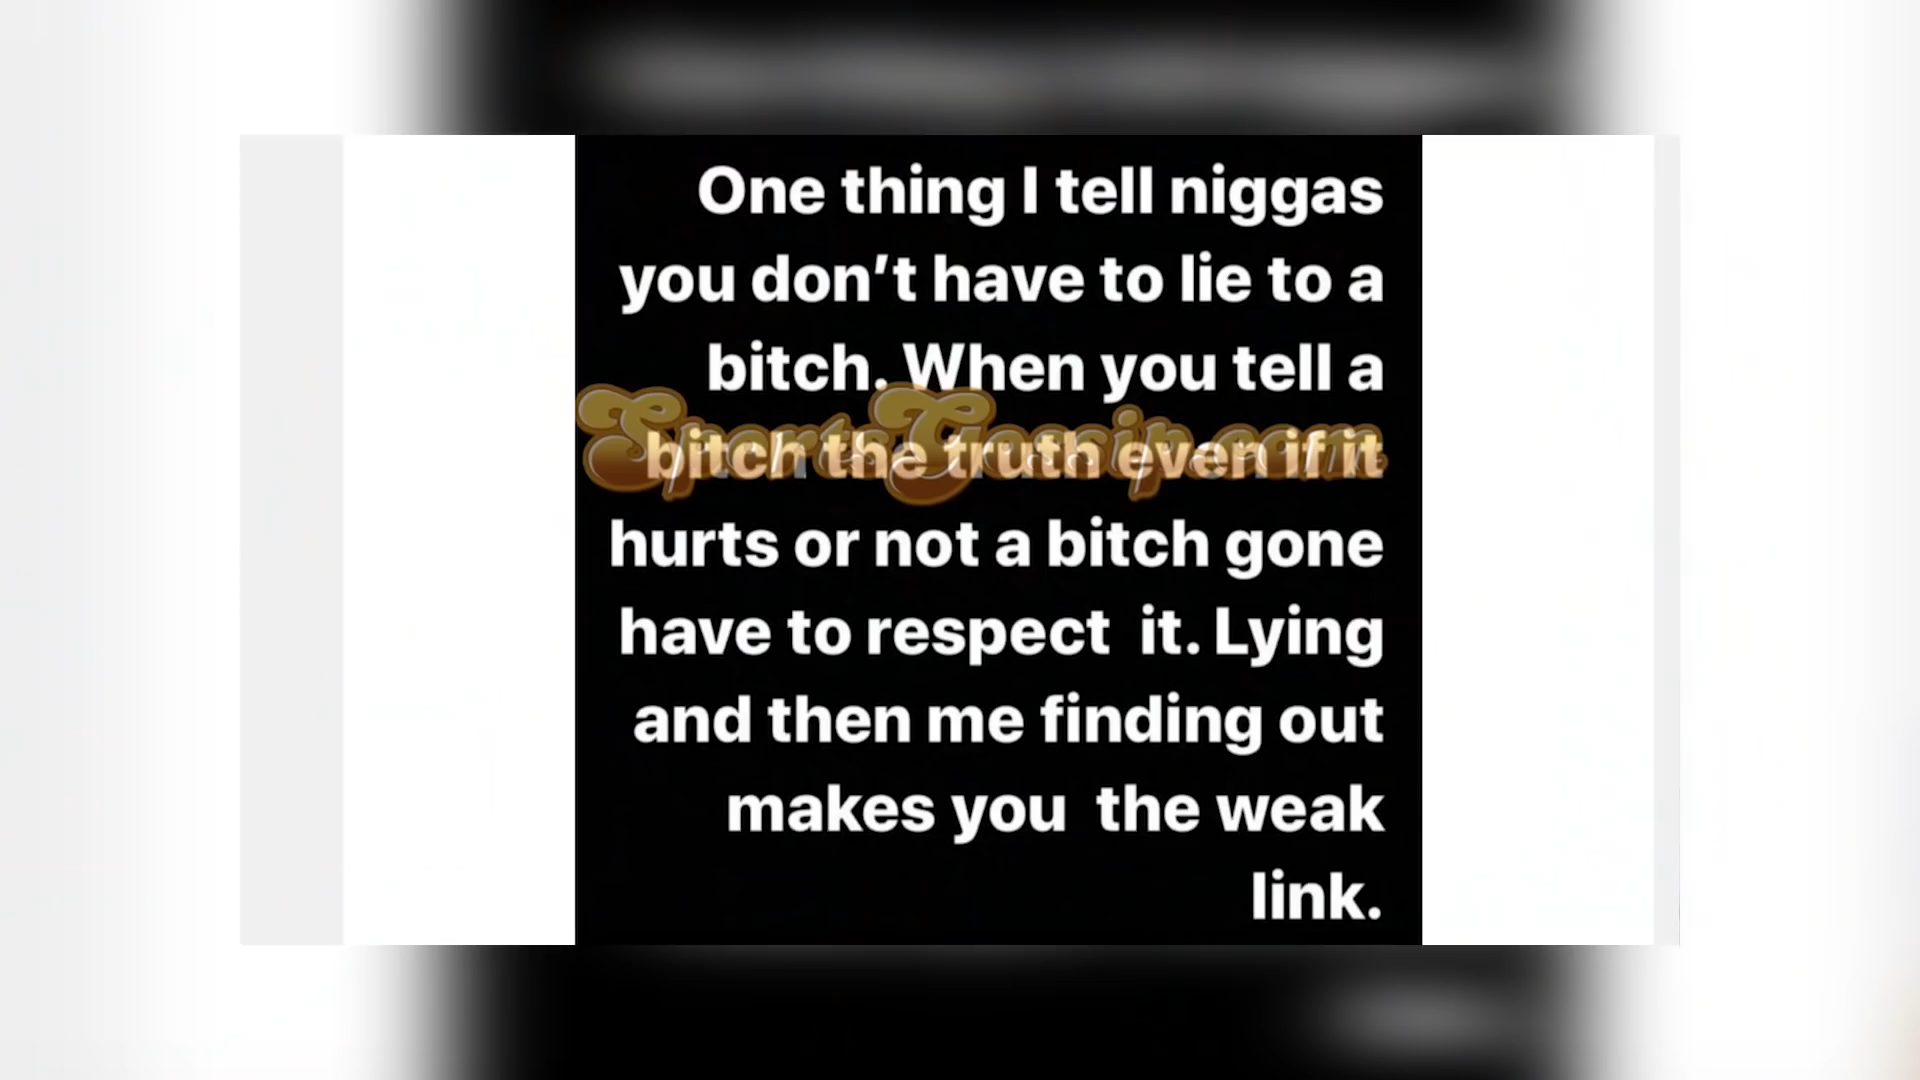 One thing I tell niggas
you don’t have to lie to a
bitch. When you tell a
SportsGossip.com
bitch the truth even if it
hurts or not a bitch gone
have to respect  it. Lying
and then me finding out
makes you  the weak
link.